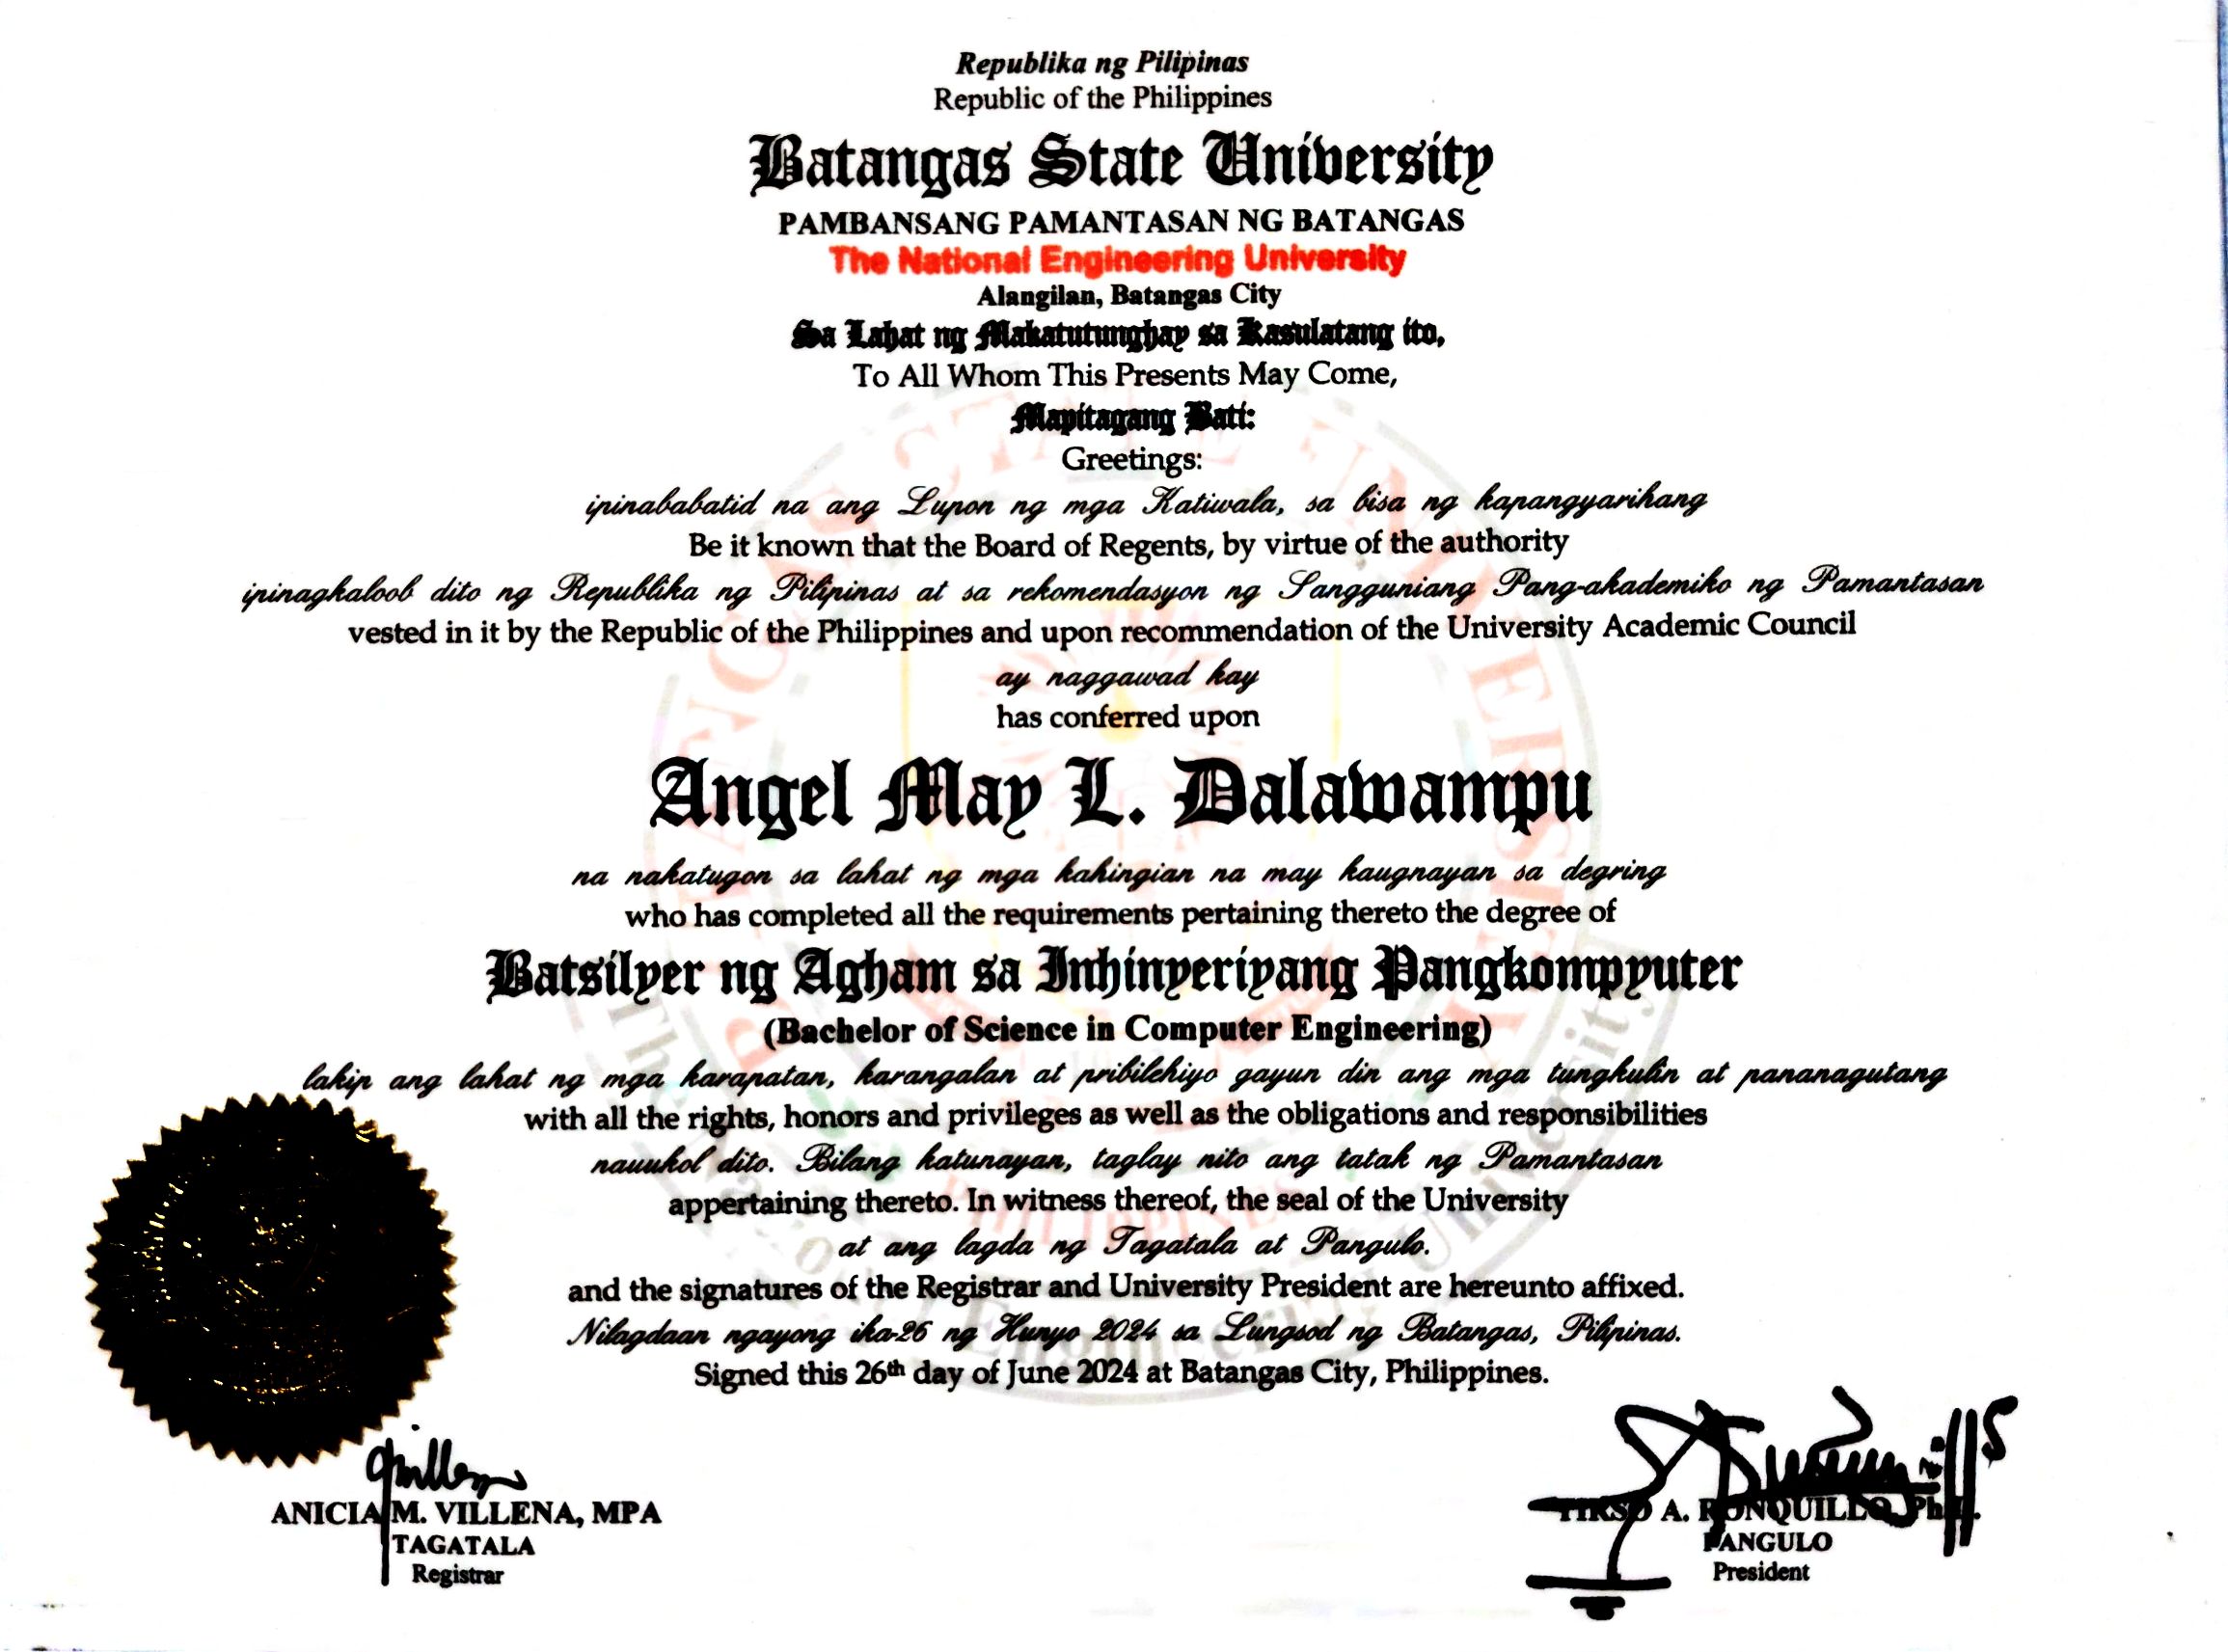 Republika ng Pilipinas
Republic of the Philippines
Batangas State University
PAMBANSANG PAMANTASAN NG BATANGAS
The National Engineering University
Alangilan, Batangas City
Sa Lahat ng Makatutunghay sa Kasulatang ito,
To All Whom This Presents May Come,
Mapitagang Bati:
Greetings:
ipinababatid na ang Lupon ng mga Katiwala, sa bisa ng kapangyarihang
Be it known that the Board of Regents, by virtue of the authority
ipinagkaloob dito ng Republika ng Pilipinas at sa rekomendasyon ng Sangguniang Pang-akademiko ng Pamantasan
vested in it by the Republic of the Philippines and upon recommendation of the University Academic Council
ay naggawad kay
has conferred upon
Angel May L. Dalawampu
na nakatugon sa lahat ng mga kahingian na may kaugnayan sa degring
who has completed all the requirements pertaining thereto the degree of
Batsilyer ng Agham sa Inhinyeriyang Pangkompyuter
(Bachelor of Science in Computer Engineering)
lakip ang lahat ng mga karapatan, karangalan at pribilehiyo gayun din ang mga tungkulin at pananagutang
with all the rights, honors and privileges as well as the obligations and responsibilities
nauukol dito. Bilang katunayan, taglay nito ang tatak ng Pamantasan
appertaining thereto. In witness thereof, the seal of the University
at ang lagda ng Tagatala at Pangulo.
and the signatures of the Registrar and University President are hereunto affixed.
Nilagdaan ngayong ika-26 ng Hunyo 2024 sa Lungsod ng Batangas, Pilipinas.
Signed this 26th day of June 2024 at Batangas City, Philippines.
ANICIA M. VILLENA, MPA
TAGATALA
Registrar
TIRSO A. RONQUILLO, Ph.D.
PANGULO
President